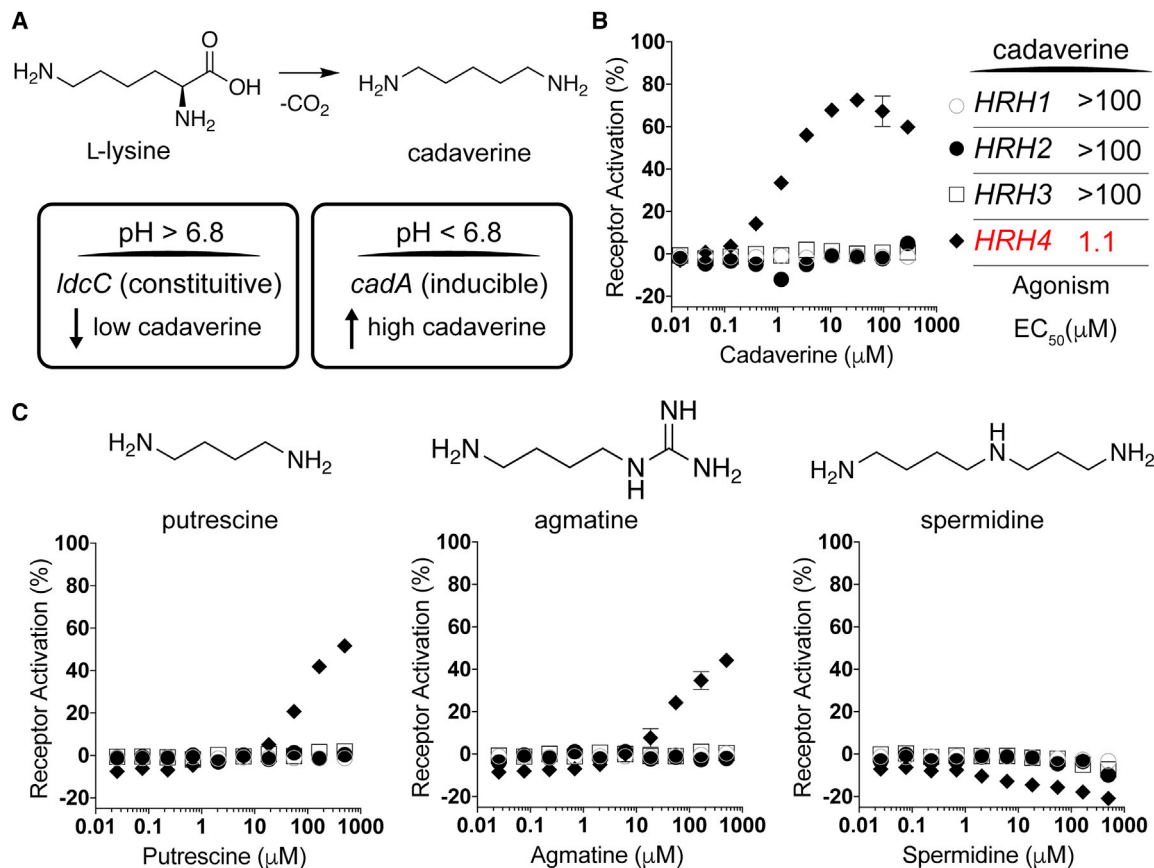 A
H2N
O
OH
NH2
-CO2
H2N
NH2
L-lysine
cadaverine
pH > 6.8
ldcC (constituitive)
low cadaverine
pH < 6.8
cadA (inducible)
high cadaverine
B
Receptor Activation (%)
100
80
60
40
20
0
-20
0.01 0.1 1 10 100 1000
Cadaverine (μM)
cadaverine
HRH1 >100
HRH2 >100
HRH3 >100
HRH4 1.1
Agonism
EC50(μM)
C
H2N
NH2
putrescine
Receptor Activation (%)
100
80
60
40
20
0
-20
0.01 0.1 1 10 100 1000
Putrescine (μM)
H2N
N
H
NH
NH2
agmatine
Receptor Activation (%)
100
80
60
40
20
0
-20
0.01 0.1 1 10 100 1000
Agmatine (μM)
H2N
H
N
NH2
spermidine
Receptor Activation (%)
100
80
60
40
20
0
-20
0.01 0.1 1 10 100 1000
Spermidine (μM)